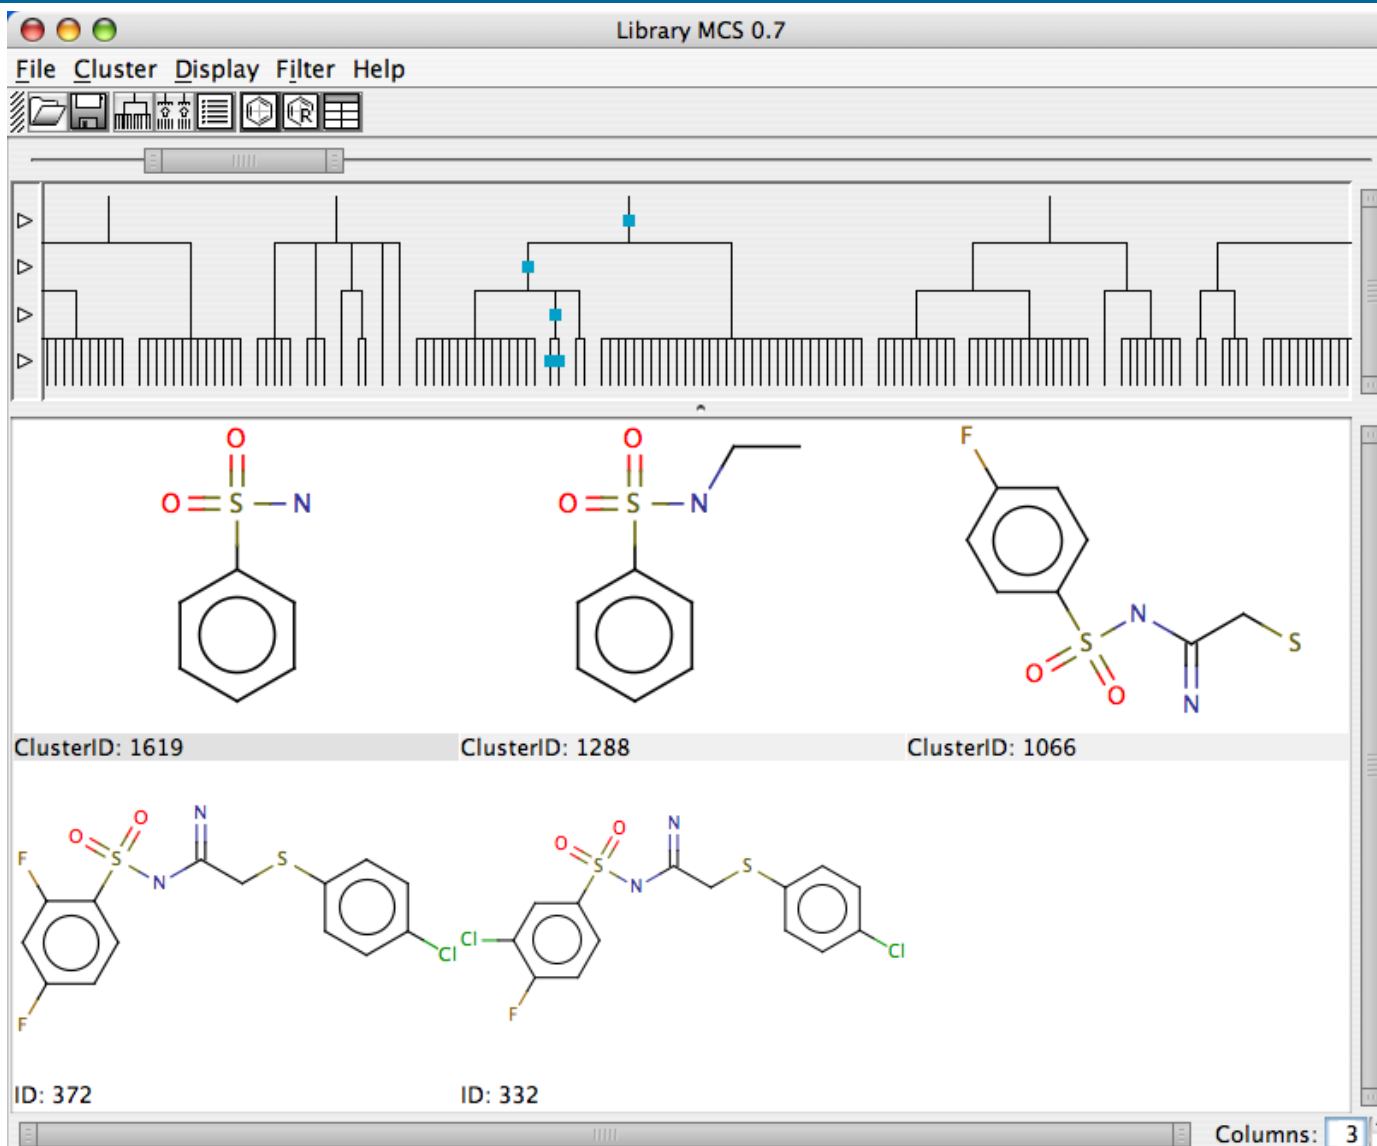 Library MCS 0.7
File Cluster Display Filter Help
R
O
O S N
O
O S N
F
N
S S
O O N
ClusterID: 1619 ClusterID: 1288 ClusterID: 1066
O N
O
F S S
N
Cl
F
O N
O
S S
N
Cl
Cl
F
ID: 372 ID: 332
Columns: 3